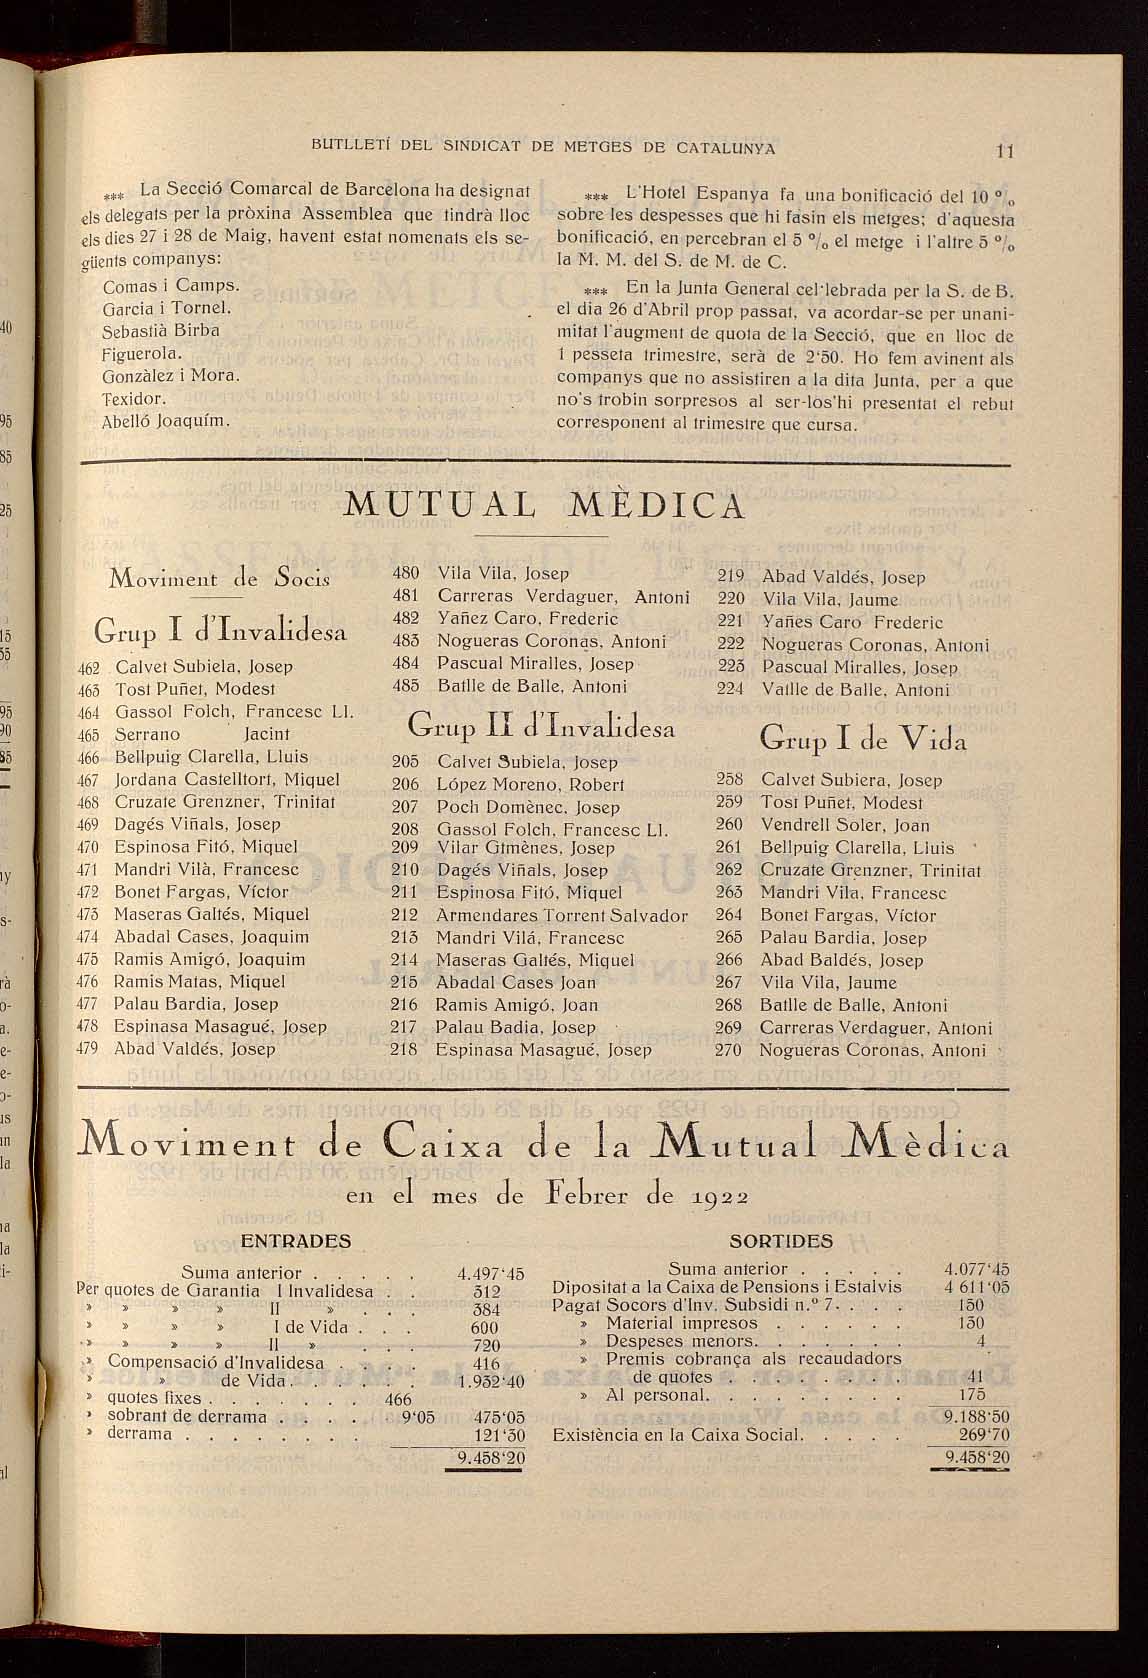 BUTLLETÍ DEL SINDICAT DE METGES DE CATALUNYA
11
*** La Secció Comarcal de Barcelona ha designat
els delegats per la pròxima Assemblea que tindrà lloc
els dies 27 i 28 de Maig, havent estat nomenats els se-
güents companys:
Comas i Camps.
Garcia i Tornel.
Sebastià Birba
Figuerola.
Gonzàlez i Mora.
Texidor.
Abelló Joaquím.
*** L'Hotel Espanya fa una bonificació del 10 %
sobre les despesses que hi fasin els metges; d'aquesta
bonificació, en percebran el 5 % el metge i l'altre 5 %
la M. M. del S. de M. de C.
*** En la Junta General cel·lebrada per la S. de B.
el dia 26 d'Abril prop passat, va acordar-se per unani-
mitat l'augment de quota de la Secció, que en lloc de
1 pesseta trimestre, serà de 2'50. Ho fem avinent als
companys que no assistiren a la dita Junta, per a que
no's trobin sorpresos al ser-los'hi presentat el rebut
corresponent al trimestre que cursa.
MUTUAL MÈDICA
Moviment de Socis
Grup I d'Invalidesa
462 Calvet Subiela, Josep
463 Tost Puñet, Modest
464 Gassol Folch, Francesc Ll.
465 Serrano Jacint
466 Bellpuig Clarella, Lluis
467 Jordana Castelltort, Miquel
468 Cruzate Grenzner, Trinitat
469 Dagés Viñals, Josep
470 Espinosa Fitó, Miquel
471 Mandri Vilà, Francesc
472 Bonet Fargas, Víctor
473 Maseras Galtés, Miquel
474 Abadal Cases, Joaquim
475 Ramis Amigó, Joaquim
476 Ramis Matas, Miquel
477 Palau Bardia, Josep
478 Espinasa Masagué, Josep
479 Abad Valdés, Josep
480 Vila Vila, Josep
481 Carreras Verdaguer, Antoni
482 Yañez Caro, Frederic
483 Nogueras Coronas, Antoni
484 Pascual Miralles, Josep
485 Batlle de Balle, Antoni
Grup II d'Invalidesa
205 Calvet Subiela, Josep
206 López Moreno, Robert
207 Poch Domènec, Josep
208 Gassol Folch, Francesc Ll.
209 Vilar Gimènes, Josep
210 Dagés Viñals, Josep
211 Espinosa Fitó, Miquel
212 Armendares Torrent Salvador
213 Mandri Vilá, Francesc
214 Maseras Galtés, Miquel
215 Abadal Cases Joan
216 Ramis Amigó, Joan
217 Palau Badia, Josep
218 Espinasa Masagué, Josep
219 Abad Valdés, Josep
220 Vila Vila, Jaume
221 Yañes Caro Frederic
222 Nogueras Coronas, Antoni
223 Pascual Miralles, Josep
224 Vatlle de Balle, Antoni
Grup I de Vida
258 Calvet Subiera, Josep
259 Tost Puñet, Modest
260 Vendrell Soler, Joan
261 Bellpuig Clarella, Lluis
262 Cruzate Grenzner, Trinitat
263 Mandri Vila, Francesc
264 Bonet Fargas, Víctor
265 Palau Bardia, Josep
266 Abad Baldés, Josep
267 Vila Vila, Jaume
268 Batlle de Balle, Antoni
269 Carreras Verdaguer, Antoni
270 Nogueras Coronas, Antoni
Moviment de Caixa de la Mutual Mèdica
en el mes de Febrer de 1922
ENTRADES
Suma anterior . . . . . 4.497'45
Per quotes de Garantia I Invalidesa . . 312
» » » » II » . . . 384
» » » » I de Vida . . . 600
» » » » II » . . . 720
» Compensació d'Invalidesa . . . . 416
» » de Vida . . . . . . 1.932'40
» quotes fixes . . . . . . . 466
» sobrant de derrama . . . . 9'05 475'05
» derrama . . . . . . . . 121'30
9.458'20
SORTIDES
Suma anterior . . . . . 4.077'45
Dipositat a la Caixa de Pensions i Estalvis 4 611'05
Pagat Socors d'Inv. Subsidi n.º 7 . . . . 150
» Material impresos . . . . . . 130
» Despeses menors. . . . . . . 4
» Premis cobrança als recaudadors
de quotes . . . . . . . . 41
» Al personal. . . . . . . . . 175
9.188'50
Existència en la Caixa Social. . . . . 269'70
9.458'20